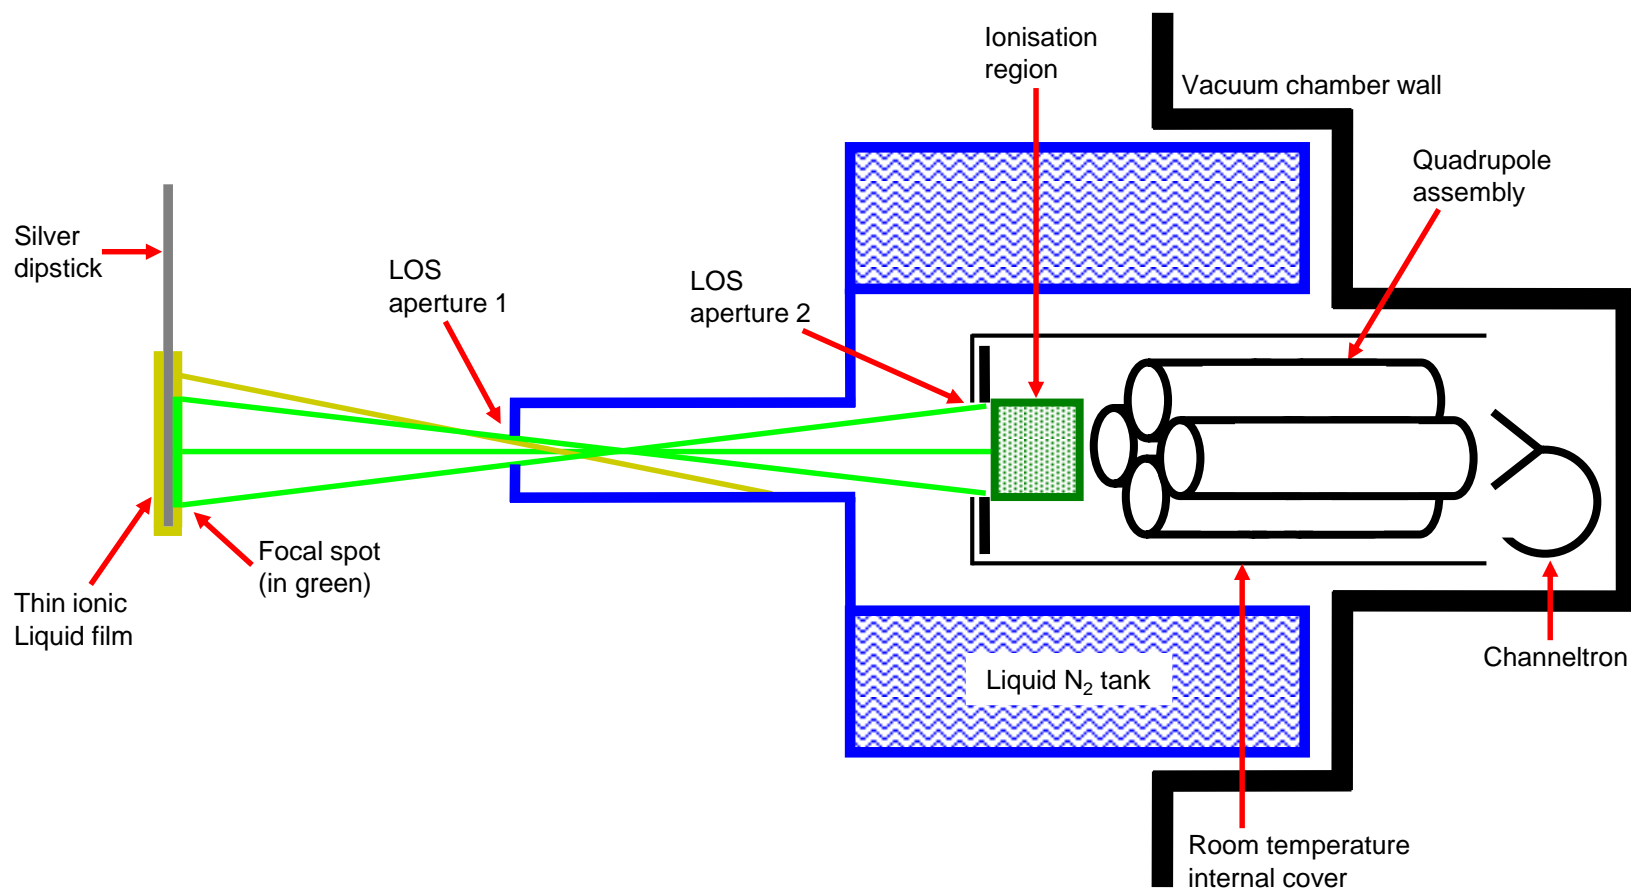 Ionisation
region
Vacuum chamber wall
Quadrupole
assembly
Silver
dipstick
LOS
aperture 1
LOS
aperture 2
Focal spot
(in green)
Thin ionic
Liquid film
Liquid N₂ tank
Channeltron
Room temperature
internal cover